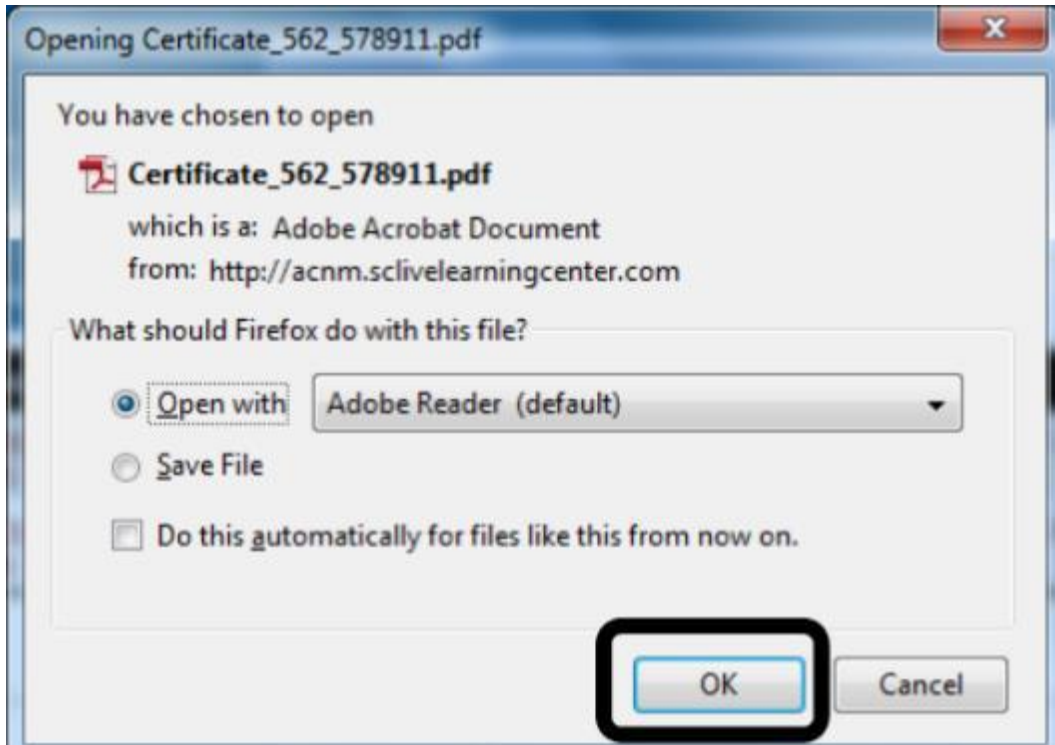 Opening Certificate_562_578911.pdf
You have chosen to open
Certificate_562_578911.pdf
which is a: Adobe Acrobat Document
from: http://acnm.sclivelearningcenter.com
What should Firefox do with this file?
Open with Adobe Reader (default)
Save File
Do this automatically for files like this from now on.
OK Cancel